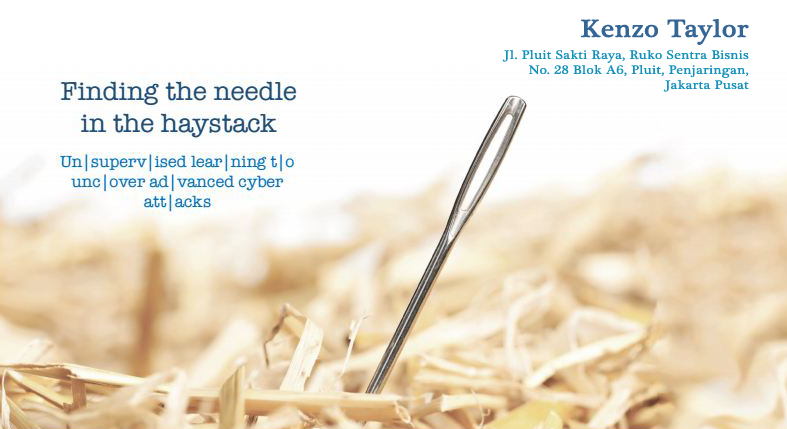 Kenzo Taylor
Jl. Pluit Sakti Raya, Ruko Sentra Bisnis
No. 28 Blok A6, Pluit, Penjaringan,
Jakarta Pusat
Finding the needle
in the haystack
Un|superv|ised lear|ning t|o
unc|over ad|vanced cyber
att|acks